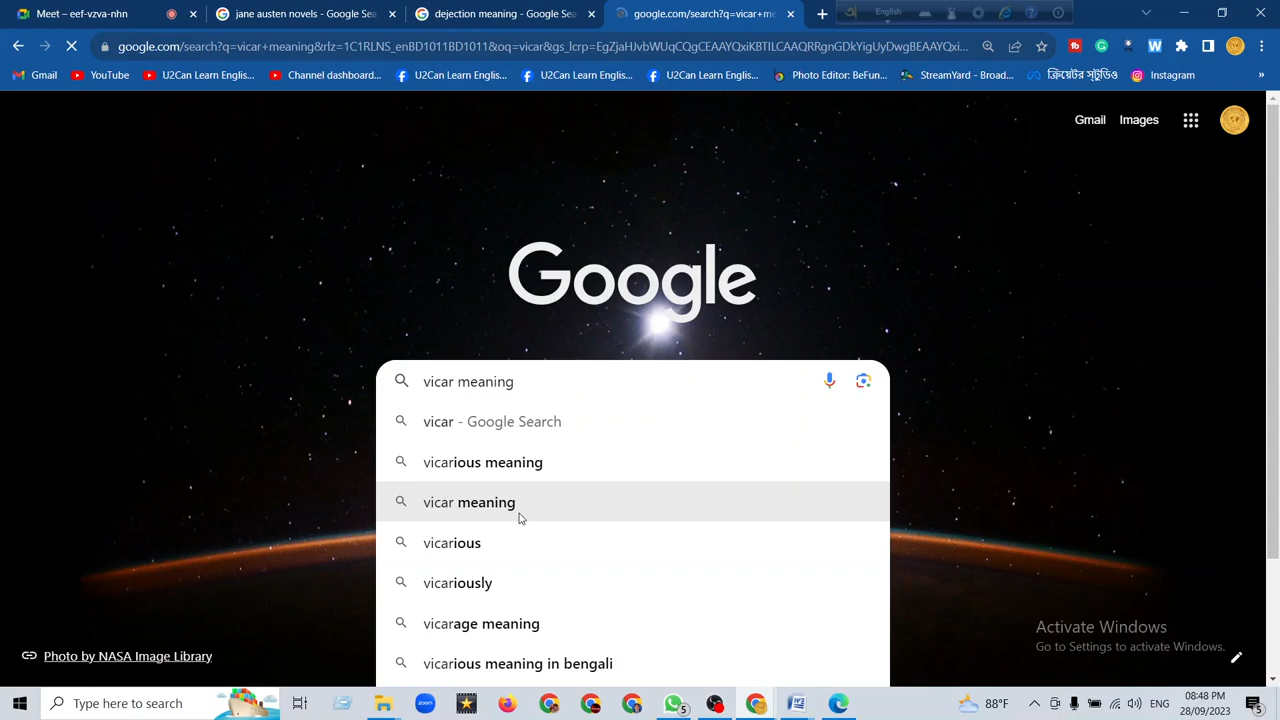 Meet – eef-zvza-nhn
jane austen novels - Google Sea
dejection meaning - Google Sea
google.com/search?q=vicar+me
English
google.com/search?q=vicar+meaning&rlz=1C1RLNS_enBD1011BD1011&oq=vicar&gs_lcrp=EgZjaHJvbWUqCQgCEAAYQxiKBTILCAAQRRgnGDkYigUyDwgBEAAYQxi...
Gmail
YouTube
U2Can Learn Englis...
Channel dashboard...
U2Can Learn Englis...
U2Can Learn Englis...
U2Can Learn Englis...
Photo Editor: BeFun...
StreamYard - Broad...
ক্রিয়েটর স্টুডিও
Instagram
»
Gmail
Images
Google
vicar meaning
vicar - Google Search
vicarious meaning
vicar meaning
vicarious
vicariously
vicarage meaning
vicarious meaning in bengali
Activate Windows
Go to Settings to activate Windows.
Photo by NASA Image Library
Type here to search
zoom
5
88°F
ENG
08:48 PM
28/09/2023
5